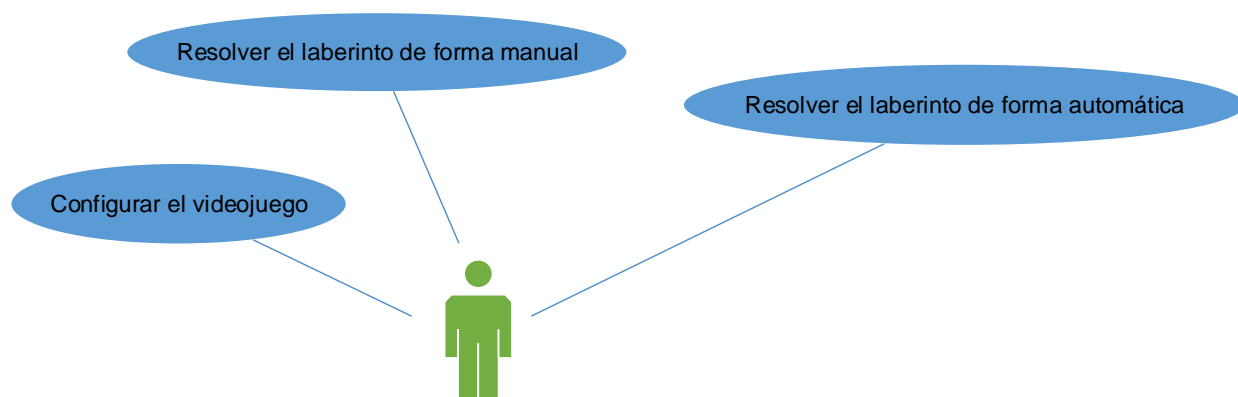 Resolver el laberinto de forma manual
Resolver el laberinto de forma automática
Configurar el videojuego